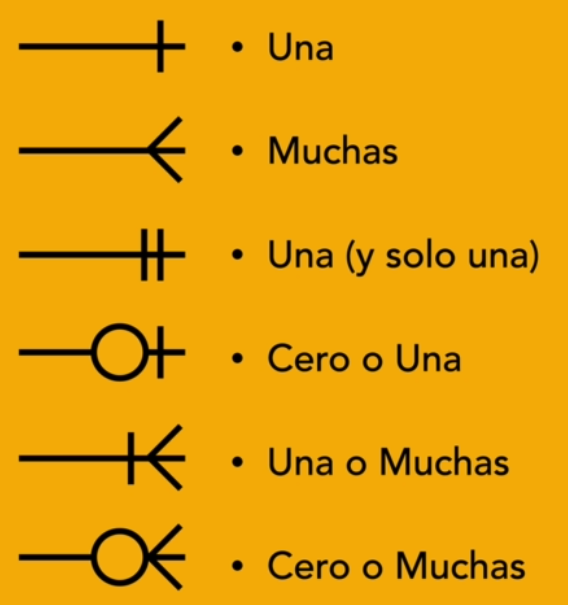 • Una
• Muchas
• Una (y solo una)
• Cero o Una
• Una o Muchas
• Cero o Muchas